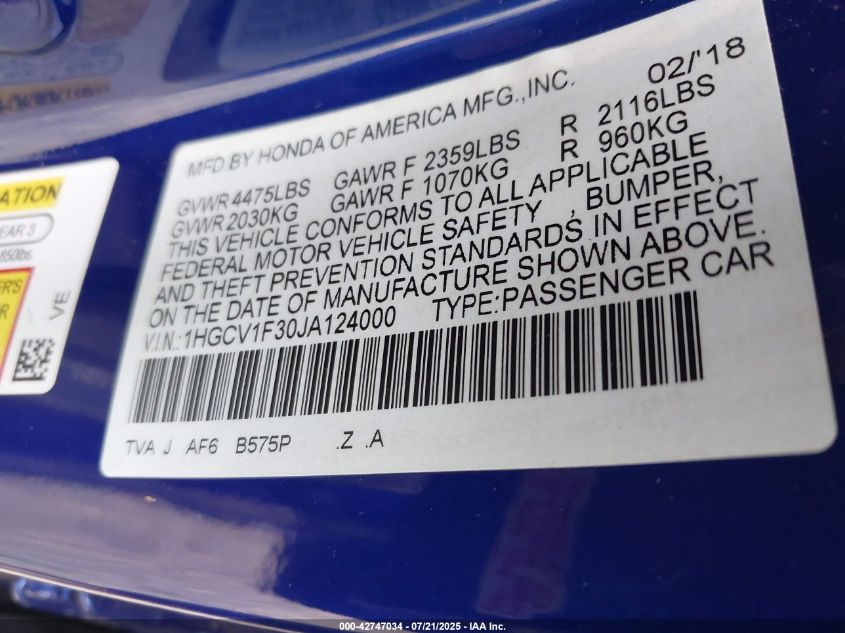 MFD.BY HONDA OF AMERICA MFG.,INC. 02/'18
GVWR 4475LBS GAWR F 2359LBS R 2116LBS
GVWR 2030KG GAWR F 1070KG R 960KG
THIS VEHICLE CONFORMS TO ALL APPLICABLE
FEDERAL MOTOR VEHICLE SAFETY , BUMPER,
AND THEFT PREVENTION STANDARDS IN EFFECT
ON THE DATE OF MANUFACTURE SHOWN ABOVE.
V.I.N.:1HGCV1F30JA124000 TYPE:PASSENGER CAR
TVA J AF6 B575P .Z .A
VE
850lbs.
000-42747034 / 07/21/2025 - IAA Inc.